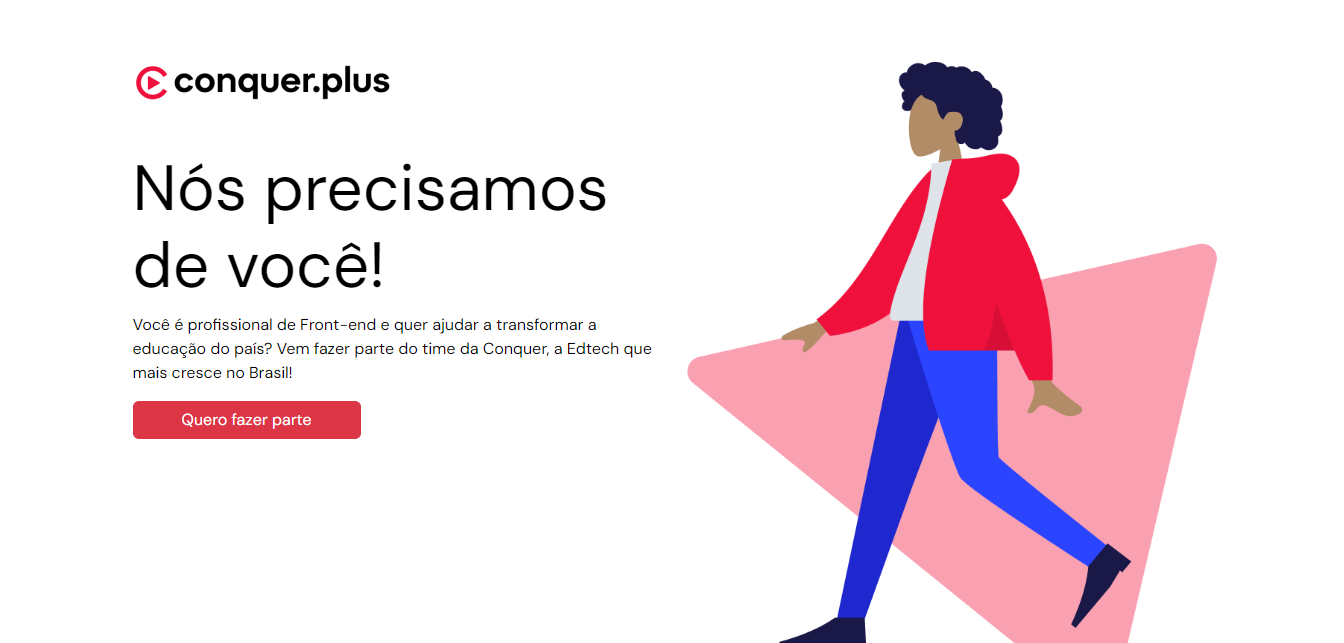 conquer.plus
Nós precisamos
de você!
Você é profissional de Front-end e quer ajudar a transformar a
educação do país? Vem fazer parte do time da Conquer, a Edtech que
mais cresce no Brasil!
Quero fazer parte